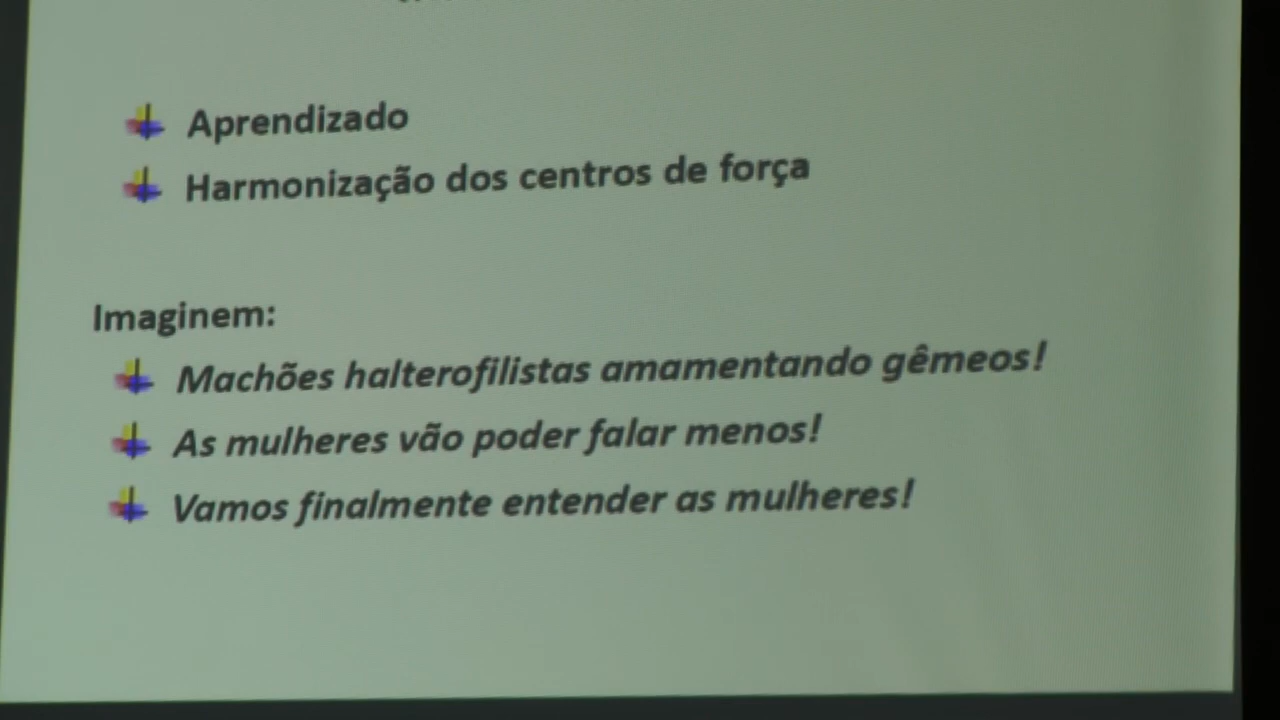 Aprendizado
Harmonização dos centros de força
Imaginem:
Machões halterofilistas amamentando gêmeos!
As mulheres vão poder falar menos!
Vamos finalmente entender as mulheres!